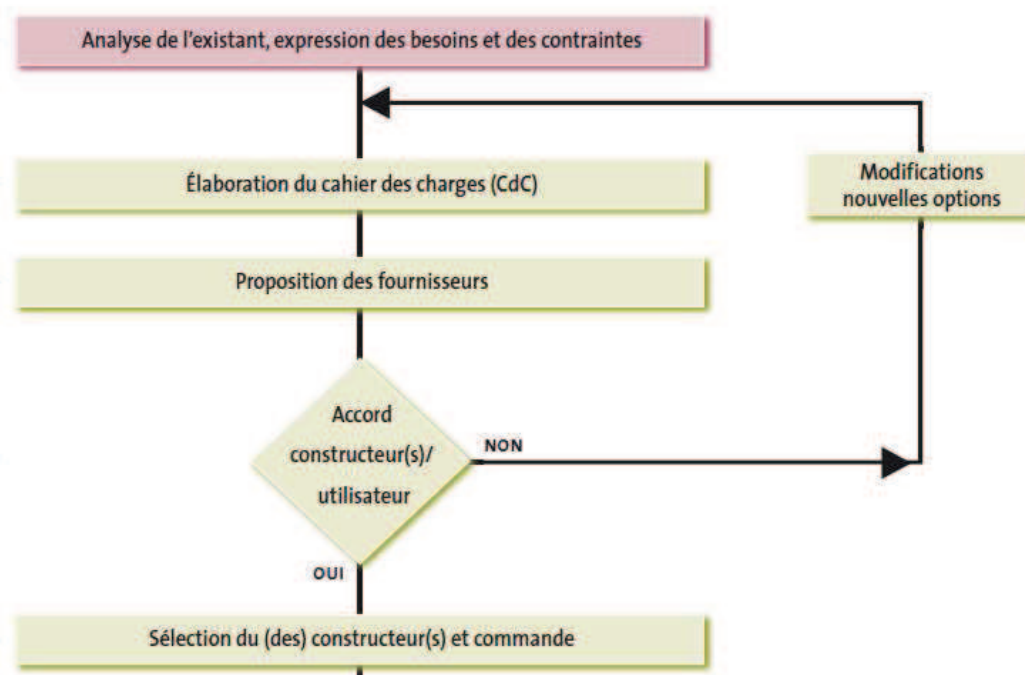 Analyse de l'existant, expression des besoins et des contraintes
Élaboration du cahier des charges (CdC)
Modifications
nouvelles options
Proposition des fournisseurs
Accord
constructeur(s)/
utilisateur
NON
OUI
Sélection du (des) constructeur(s) et commande